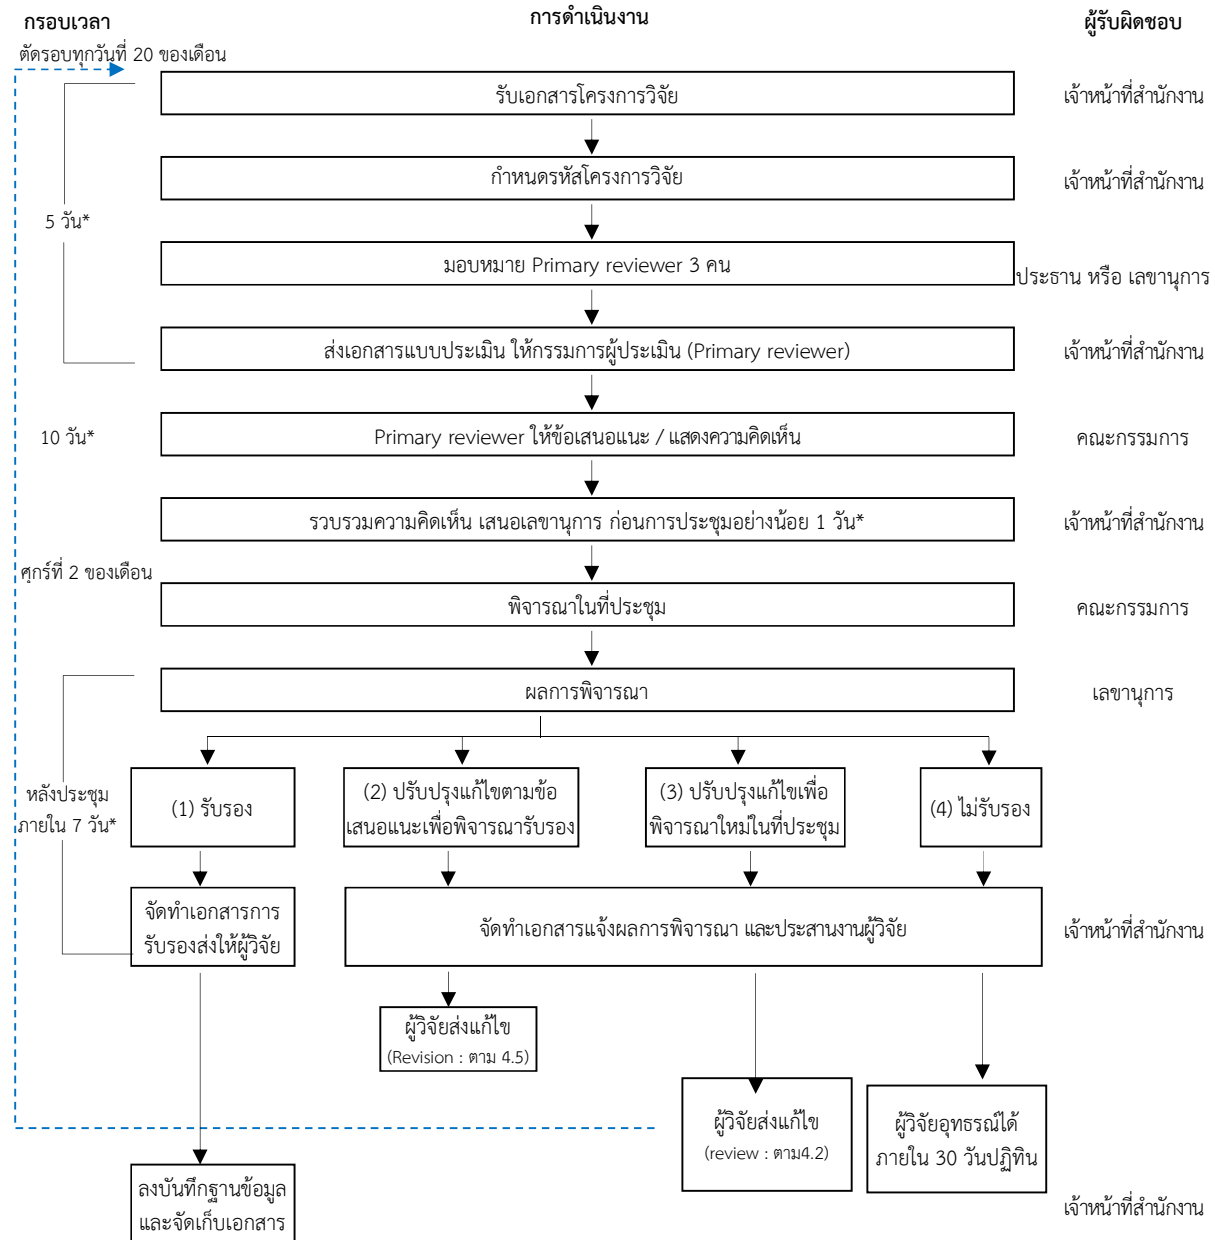 กรอบเวลา
การดำเนินงาน
ผู้รับผิดชอบ
ตัดรอบทุกวันที่ 20 ของเดือน
รับเอกสารโครงการวิจัย
เจ้าหน้าที่สำนักงาน
กำหนดรหัสโครงการวิจัย
เจ้าหน้าที่สำนักงาน
5 วัน*
มอบหมาย Primary reviewer 3 คน
ประธาน หรือ เลขานุการ
ส่งเอกสารแบบประเมิน ให้กรรมการผู้ประเมิน (Primary reviewer)
เจ้าหน้าที่สำนักงาน
10 วัน*
Primary reviewer ให้ข้อเสนอแนะ / แสดงความคิดเห็น
คณะกรรมการ
รวบรวมความคิดเห็น เสนอเลขานุการ ก่อนการประชุมอย่างน้อย 1 วัน*
เจ้าหน้าที่สำนักงาน
ศุกร์ที่ 2 ของเดือน
พิจารณาในที่ประชุม
คณะกรรมการ
ผลการพิจารณา
เลขานุการ
หลังประชุม
ภายใน 7 วัน*
(1) รับรอง
(2) ปรับปรุงแก้ไขตามข้อ
เสนอแนะเพื่อพิจารณารับรอง
(3) ปรับปรุงแก้ไขเพื่อ
พิจารณาใหม่ในที่ประชุม
(4) ไม่รับรอง
จัดทำเอกสารการ
รับรองส่งให้ผู้วิจัย
จัดทำเอกสารแจ้งผลการพิจารณา และประสานงานผู้วิจัย
เจ้าหน้าที่สำนักงาน
ผู้วิจัยส่งแก้ไข
(Revision : ตาม 4.5)
ผู้วิจัยส่งแก้ไข
(review : ตาม4.2)
ผู้วิจัยอุทธรณ์ได้
ภายใน 30 วันปฏิทิน
ลงบันทึกฐานข้อมูล
และจัดเก็บเอกสาร
เจ้าหน้าที่สำนักงาน